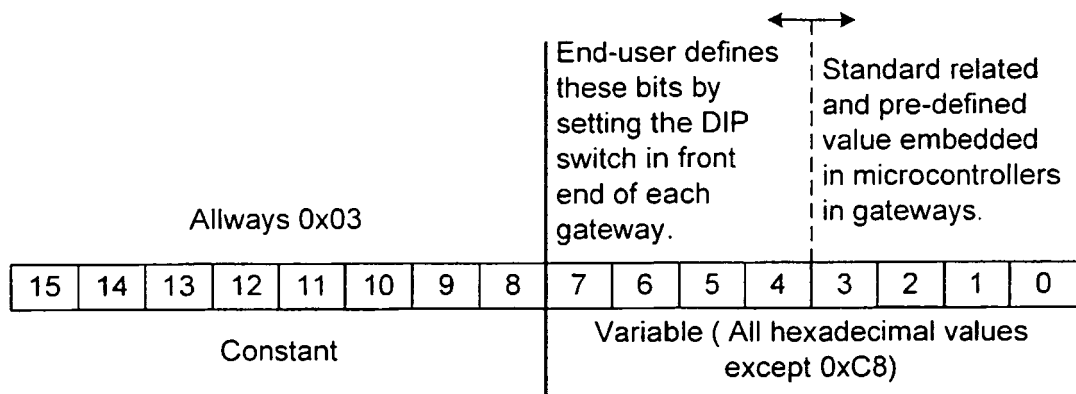 End-user defines
these bits by
setting the DIP
switch in front
end of each
gateway.
Standard related
and pre-defined
value embedded
in microcontrollers
in gateways.
Allways 0x03
15 14 13 12 11 10 9 8 7 6 5 4 3 2 1 0
Constant
Variable ( All hexadecimal values
except 0xC8)